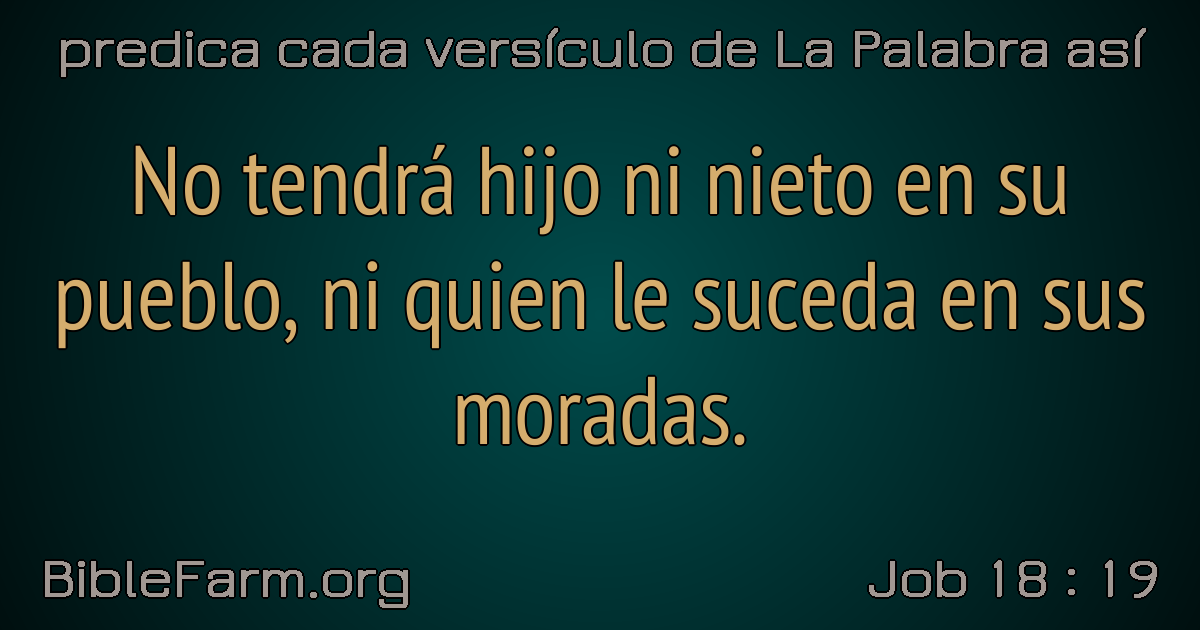 predica cada versículo de La Palabra así
No tendrá hijo ni nieto en su
pueblo, ni quien le suceda en sus
moradas.
BibleFarm.org
Job 18 : 19